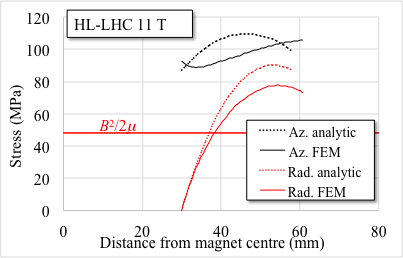 HL-LHC 11 T
120
100
80
60
40
20
0
Stress (MPa)
B²/2μ
Az. analytic
Az. FEM
Rad. analytic
Rad. FEM
0 20 40 60 80
Distance from magnet centre (mm)